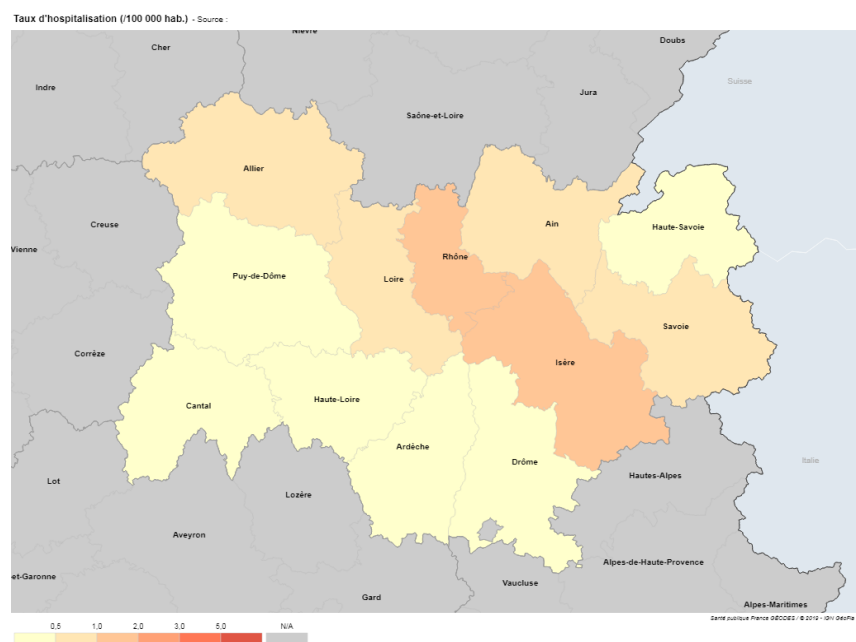 Taux d'hospitalisation (/100 000 hab.) - Source :
Nièvre
Cher
Doubs
Indre
Suisse
Jura
Saône-et-Loire
Allier
Creuse
Ain
Haute-Savoie
Vienne
Rhône
Puy-de-Dôme
Loire
Savoie
Corrèze
Isère
Haute-Loire
Cantal
Ardèche
Drôme
Italie
Hautes-Alpes
Lot
Lozère
Aveyron
Alpes-de-Haute-Provence
et-Garonne
Vaucluse
Gard
Alpes-Maritimes
Santé publique France GÉODES / © 2019 - IGN GéoFla
0,5 1,0 2,0 3,0 5,0 N/A